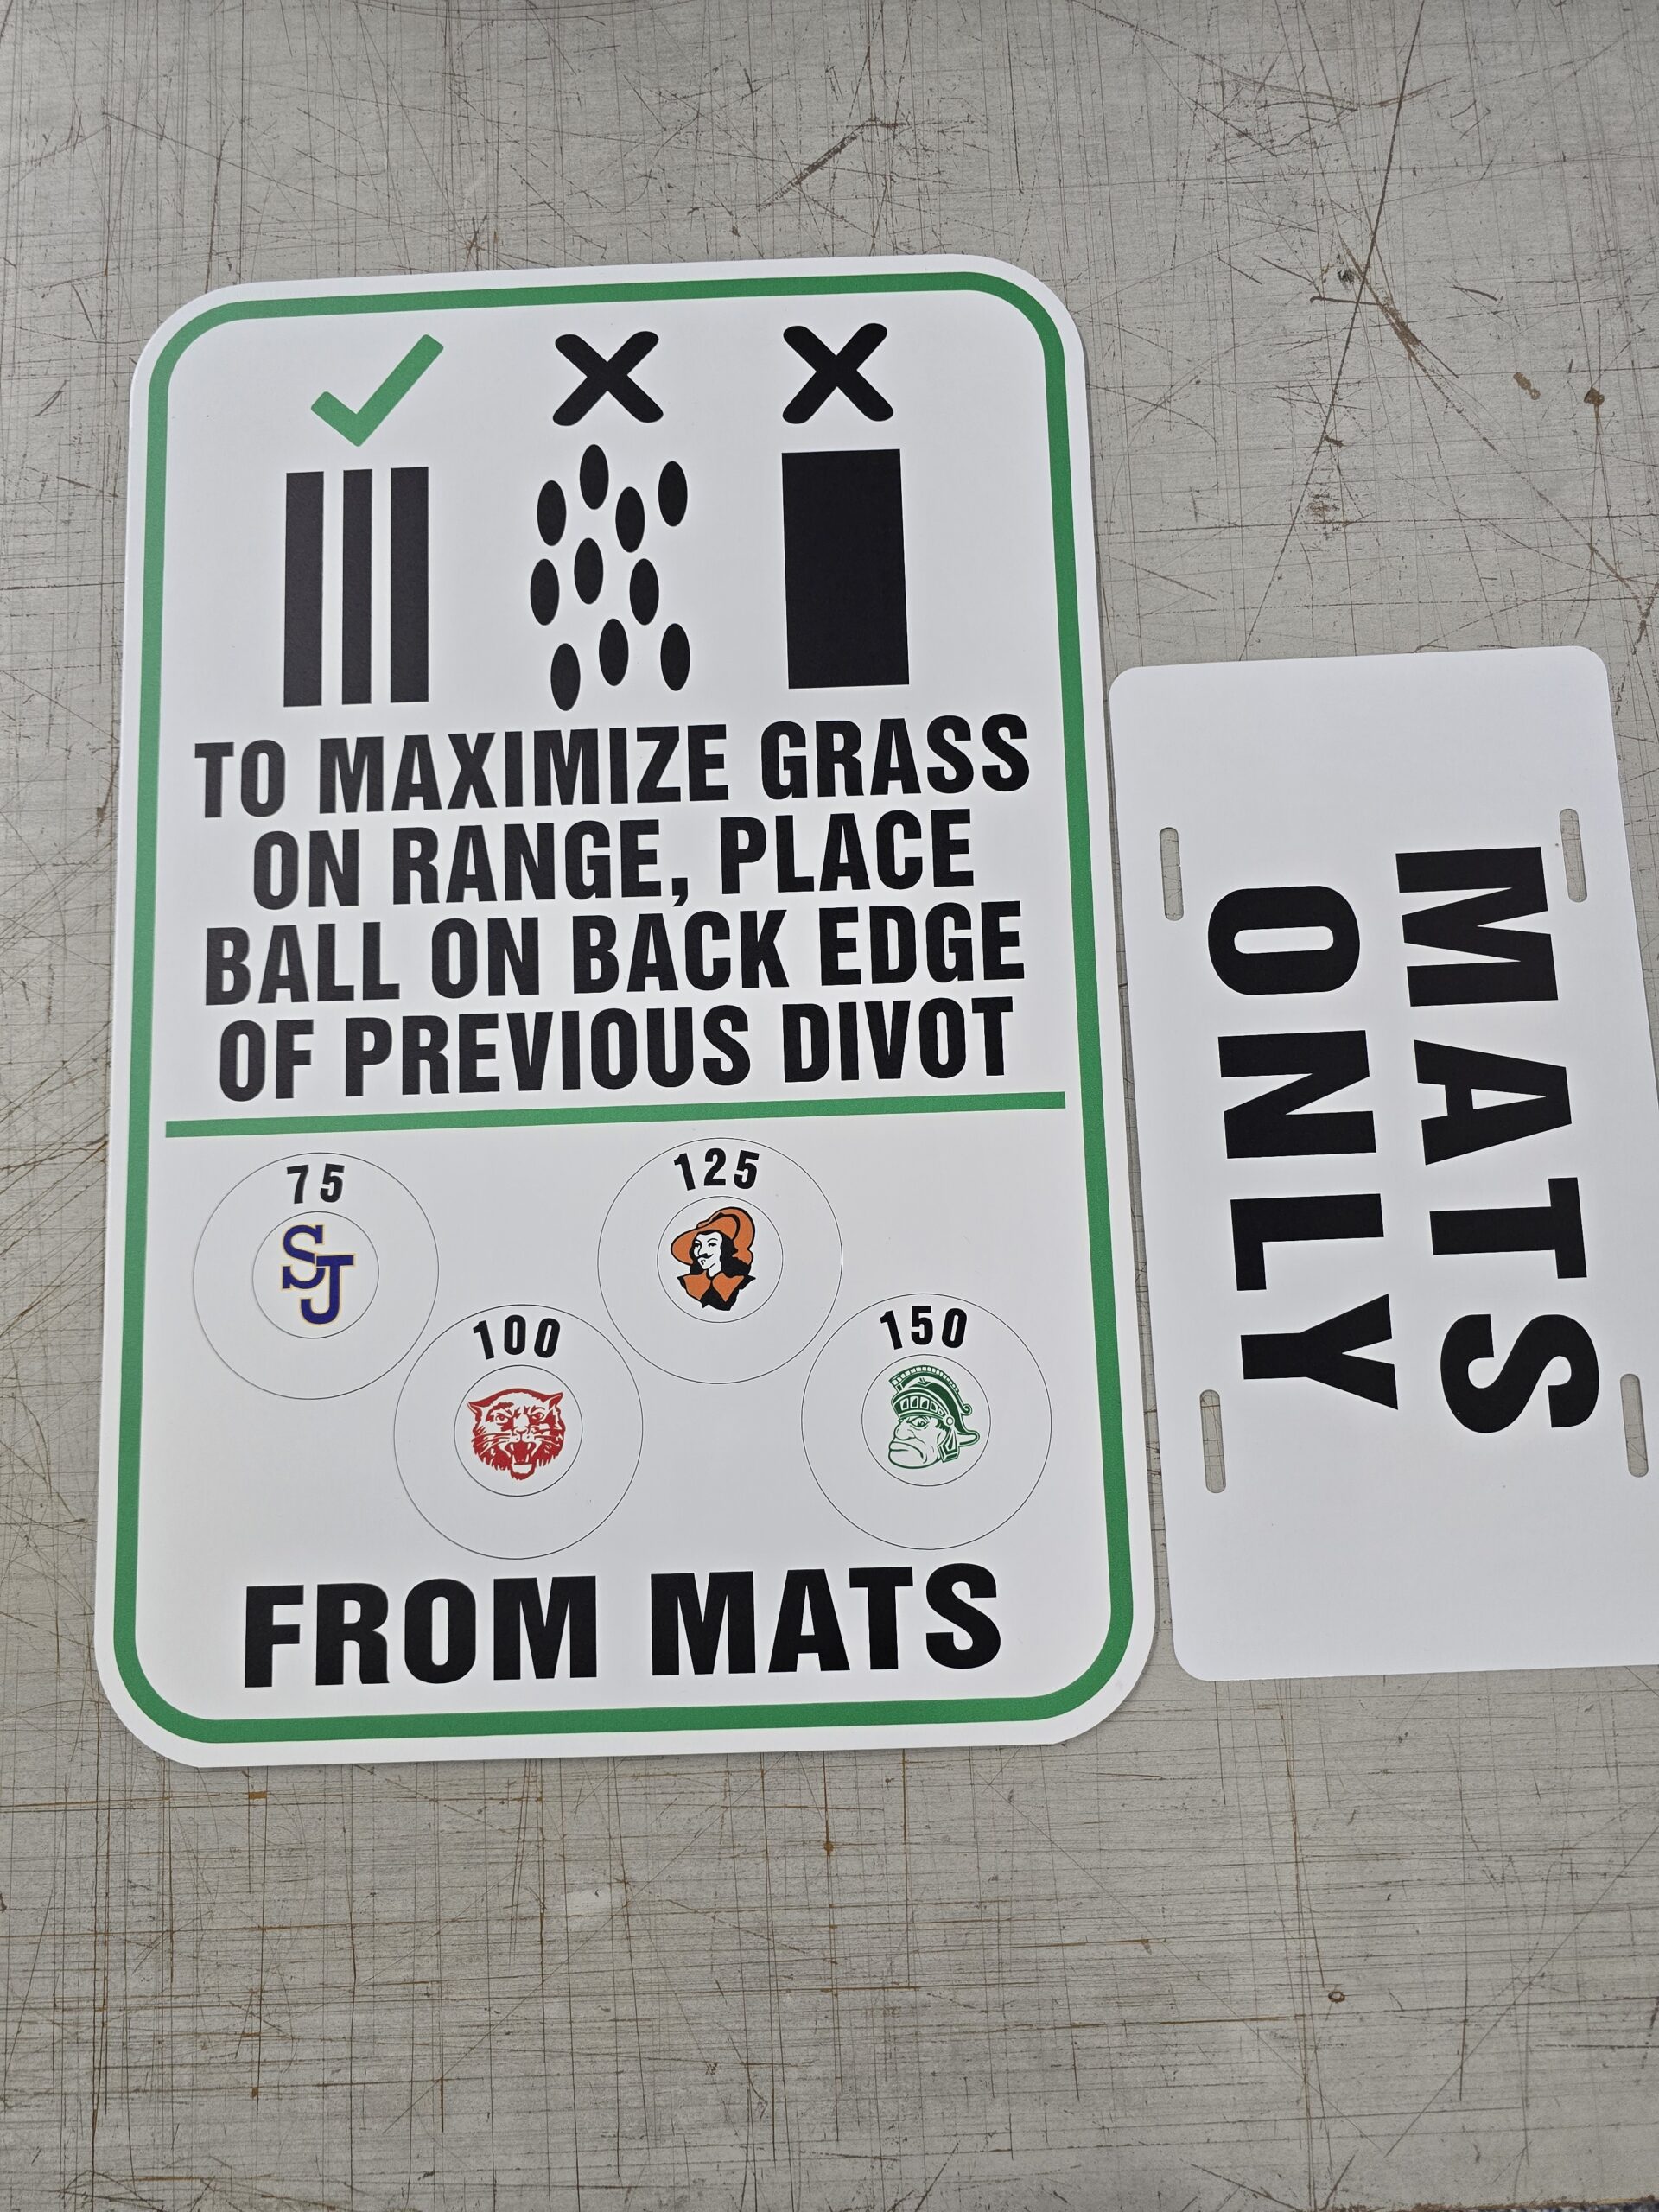 TO MAXIMIZE GRASS
ON RANGE, PLACE
BALL ON BACK EDGE
OF PREVIOUS DIVOT
75
SJ
125
100
150
FROM MATS
MATS
ONLY